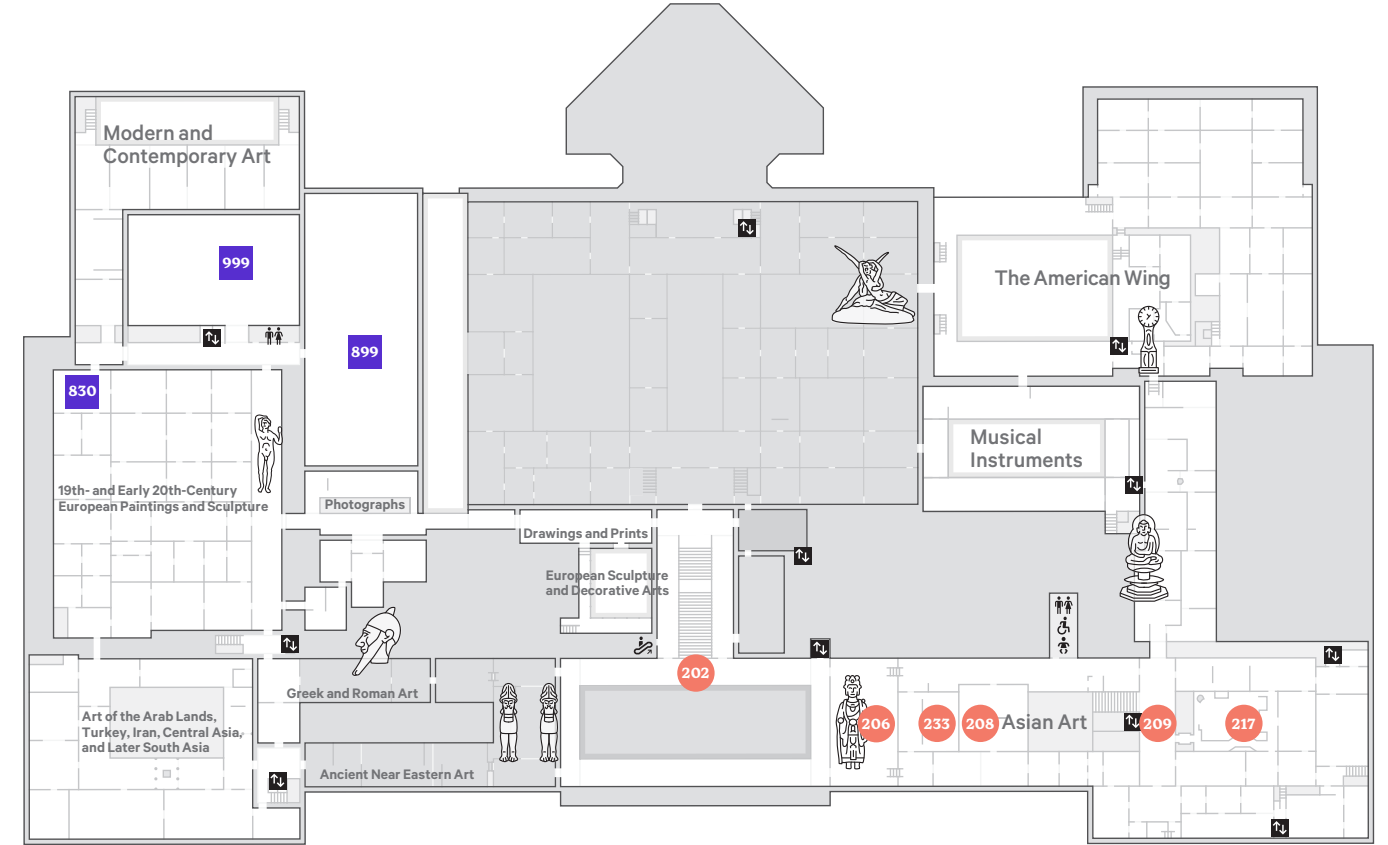 Modern and
Contemporary Art
999
The American Wing
899
830
Musical
Instruments
19th- and Early 20th-Century
European Paintings and Sculpture
Photographs
Drawings and Prints
European Sculpture
and Decorative Arts
202
Greek and Roman Art
Art of the Arab Lands,
Turkey, Iran, Central Asia,
and Later South Asia
206
233
208
Asian Art
209
217
Ancient Near Eastern Art